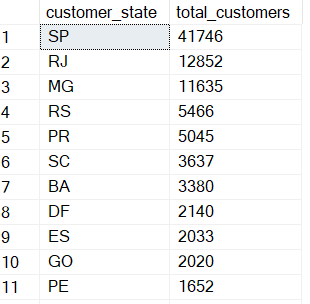 customer_state total_customers
1 SP 41746
2 RJ 12852
3 MG 11635
4 RS 5466
5 PR 5045
6 SC 3637
7 BA 3380
8 DF 2140
9 ES 2033
10 GO 2020
11 PE 1652